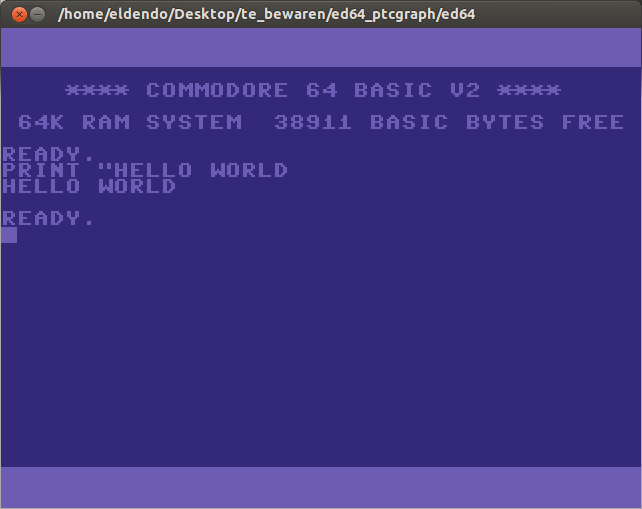 /home/eldendo/Desktop/te_bewaren/ed64_ptcgraph/ed64
**** COMMODORE 64 BASIC V2 ****
64K RAM SYSTEM  38911 BASIC BYTES FREE
READY.
PRINT "HELLO WORLD
HELLO WORLD
READY.